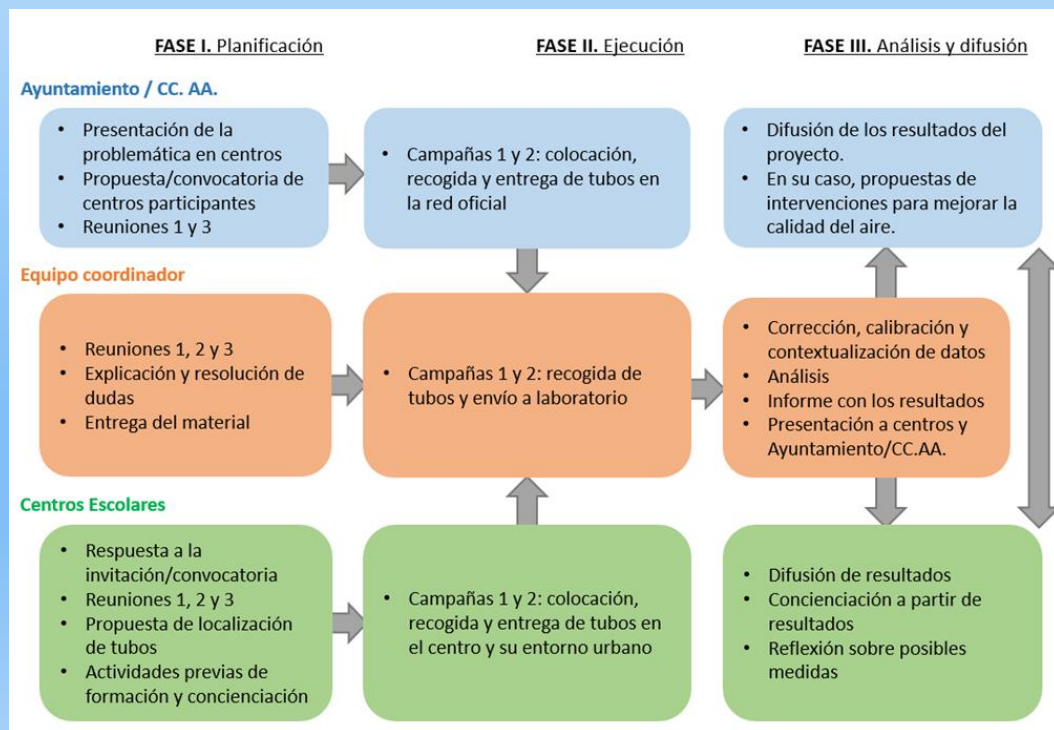 FASE I. Planificación
FASE II. Ejecución
FASE III. Análisis y difusión
Ayuntamiento / CC. AA.
• Presentación de la
problemática en centros
• Propuesta/convocatoria de
centros participantes
• Reuniones 1 y 3
• Campañas 1 y 2: colocación,
recogida y entrega de tubos en
la red oficial
• Difusión de los resultados del
proyecto.
• En su caso, propuestas de
intervenciones para mejorar la
calidad del aire.
Equipo coordinador
• Reuniones 1, 2 y 3
• Explicación y resolución de
dudas
• Entrega del material
• Campañas 1 y 2: recogida de
tubos y envío a laboratorio
• Corrección, calibración y
contextualización de datos
• Análisis
• Informe con los resultados
• Presentación a centros y
Ayuntamiento/CC.AA.
Centros Escolares
• Respuesta a la
invitación/convocatoria
• Reuniones 1, 2 y 3
• Propuesta de localización
de tubos
• Actividades previas de
formación y concienciación
• Campañas 1 y 2: colocación,
recogida y entrega de tubos en
el centro y su entorno urbano
• Difusión de resultados
• Concienciación a partir de
resultados
• Reflexión sobre posibles
medidas